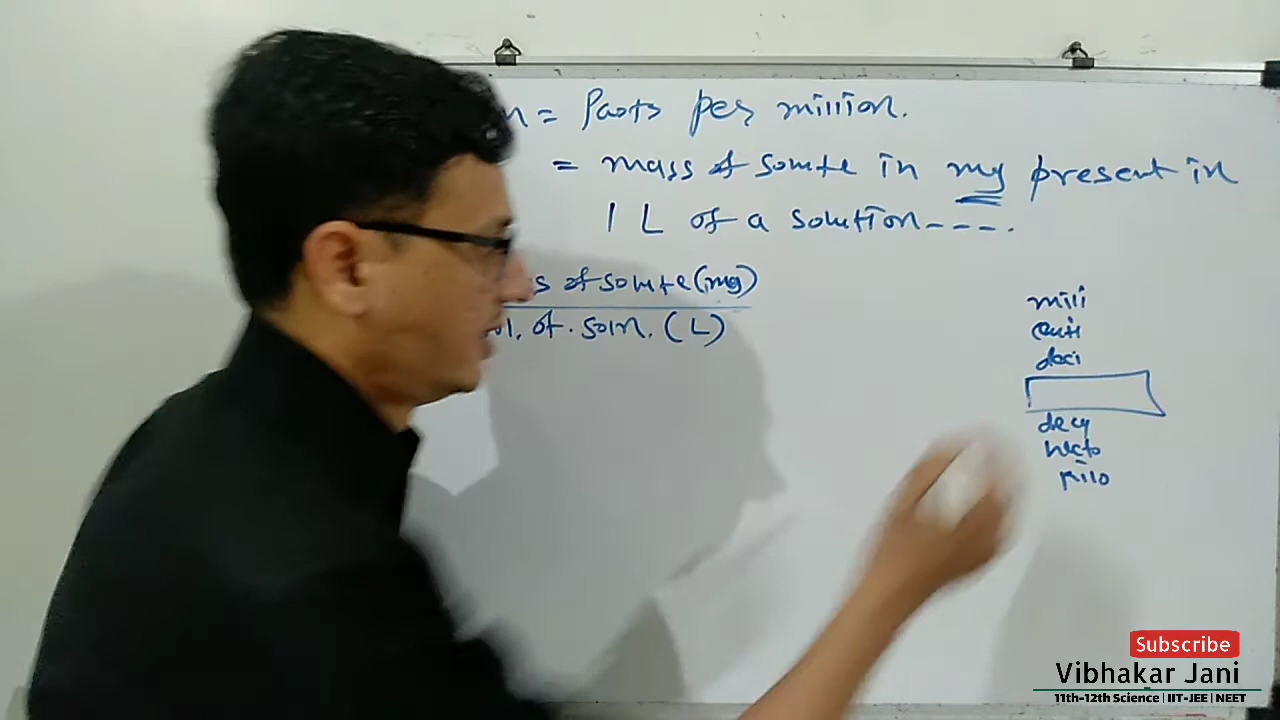 = Parts per million.
= mass of solute in mg present in
1 L of a solution----.
of solute (mg)
of. soln. (L)
mili
centi
deci
deca
hecto
kilo
Subscribe
Vibhakar Jani
11th-12th Science | IIT-JEE | NEET